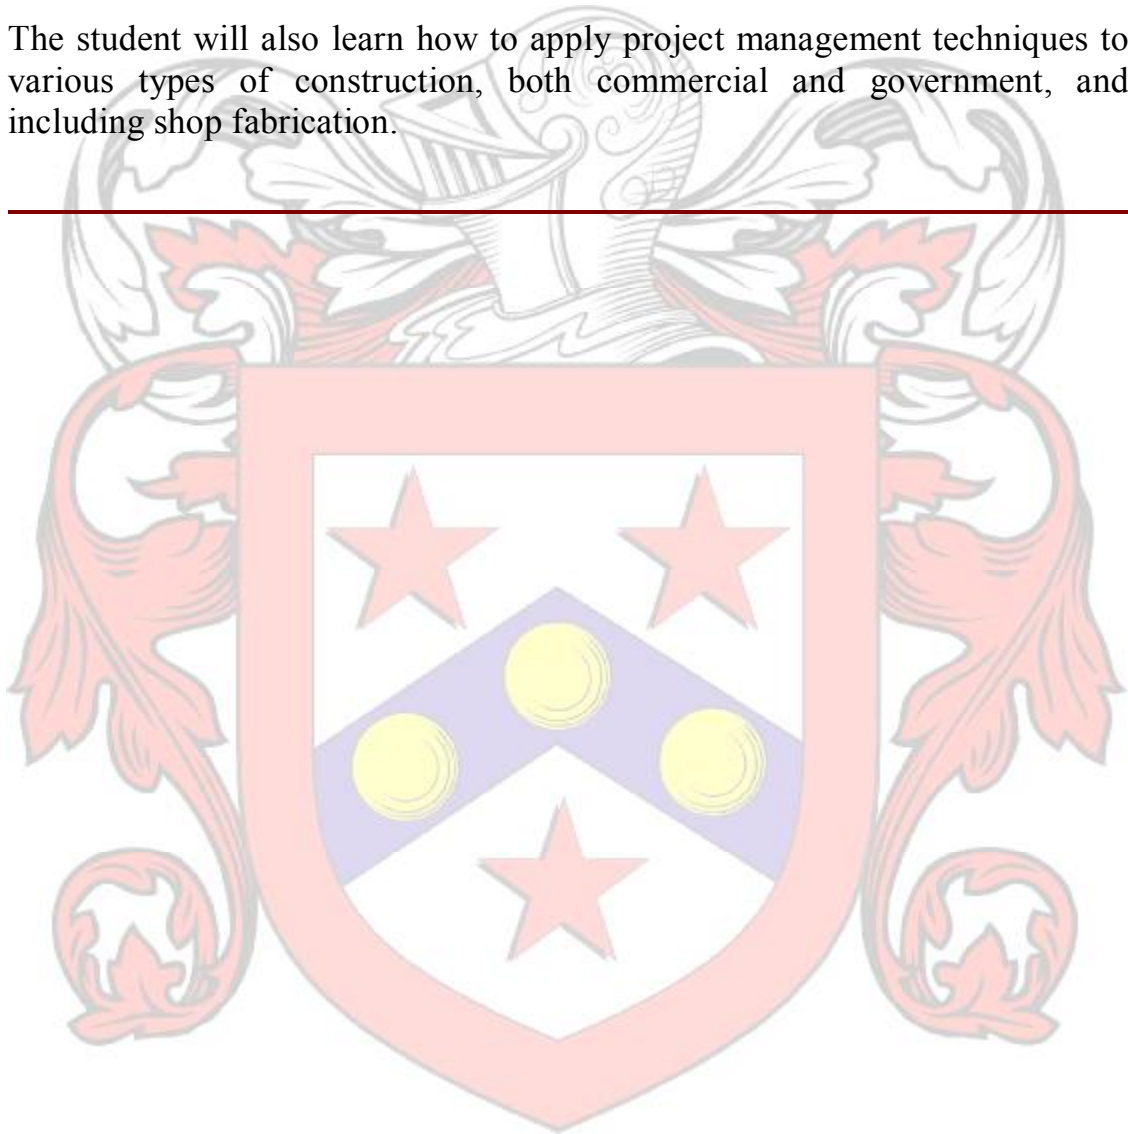 The student will also learn how to apply project management techniques to
various types of construction, both commercial and government, and
including shop fabrication.